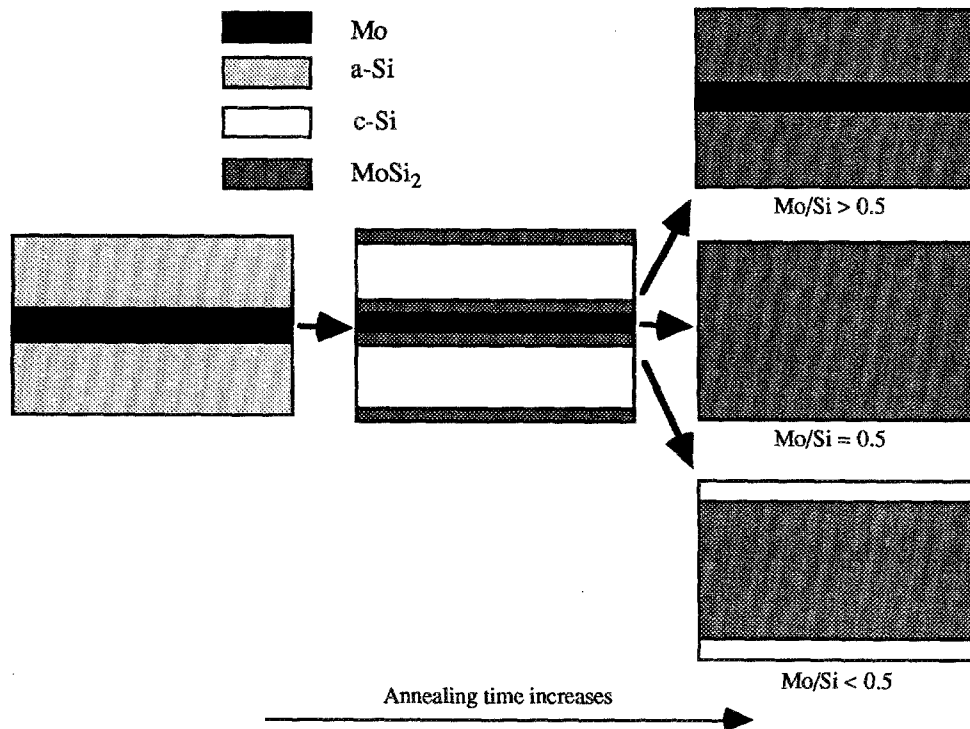 Mo
a-Si
c-Si
MoSi₂
Mo/Si > 0.5
Mo/Si = 0.5
Mo/Si < 0.5
Annealing time increases